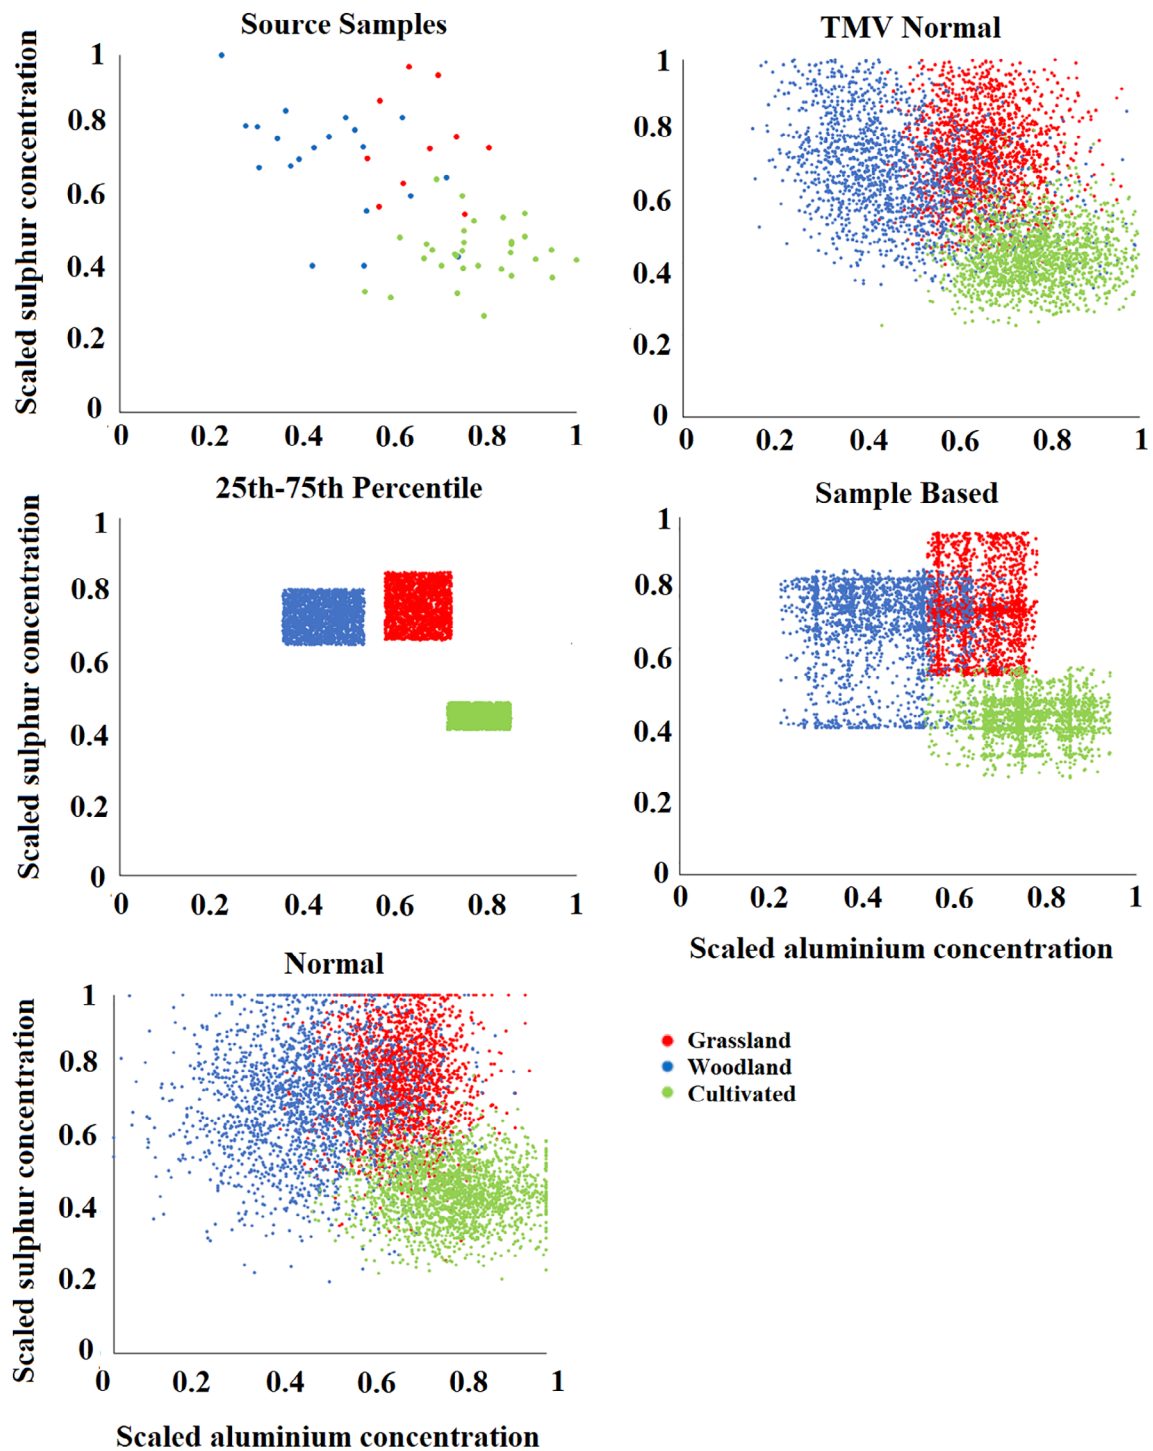 Source Samples
Scaled sulphur concentration
1
0.8
0.6
0.4
0.2
0
0 0.2 0.4 0.6 0.8 1
TMV Normal
1
0.8
0.6
0.4
0.2
0
0 0.2 0.4 0.6 0.8 1
25th-75th Percentile
Scaled sulphur concentration
1
0.8
0.6
0.4
0.2
0
0 0.2 0.4 0.6 0.8 1
Sample Based
1
0.8
0.6
0.4
0.2
0
0 0.2 0.4 0.6 0.8 1
Scaled aluminium concentration
Normal
Scaled sulphur concentration
1
0.8
0.6
0.4
0.2
0
0 0.2 0.4 0.6 0.8 1
Scaled aluminium concentration
Grassland
Woodland
Cultivated